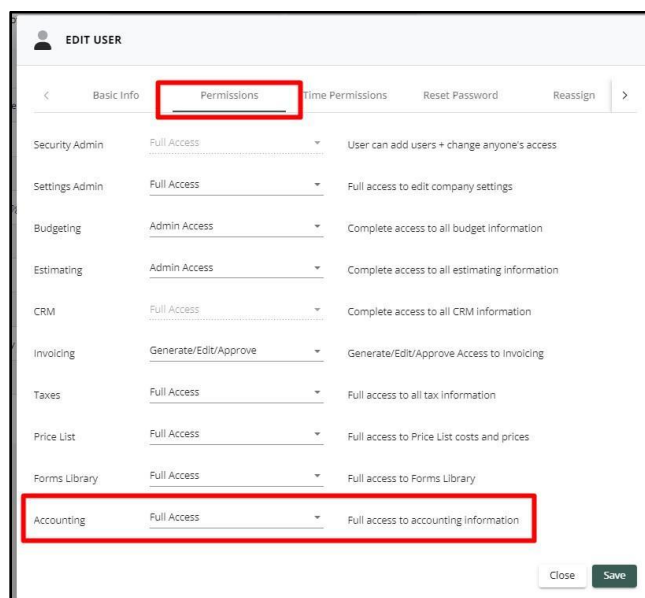 EDIT USER
Basic Info Permissions Time Permissions Reset Password Reassign
Security Admin Full Access User can add users + change anyone's access
Settings Admin Full Access Full access to edit company settings
Budgeting Admin Access Complete access to all budget information
Estimating Admin Access Complete access to all estimating information
CRM Full Access Complete access to all CRM information
Invoicing Generate/Edit/Approve Generate/Edit/Approve Access to Invoicing
Taxes Full Access Full access to all tax information
Price List Full Access Full access to Price List costs and prices
Forms Library Full Access Full access to Forms Library
Accounting Full Access Full access to accounting information
Close Save